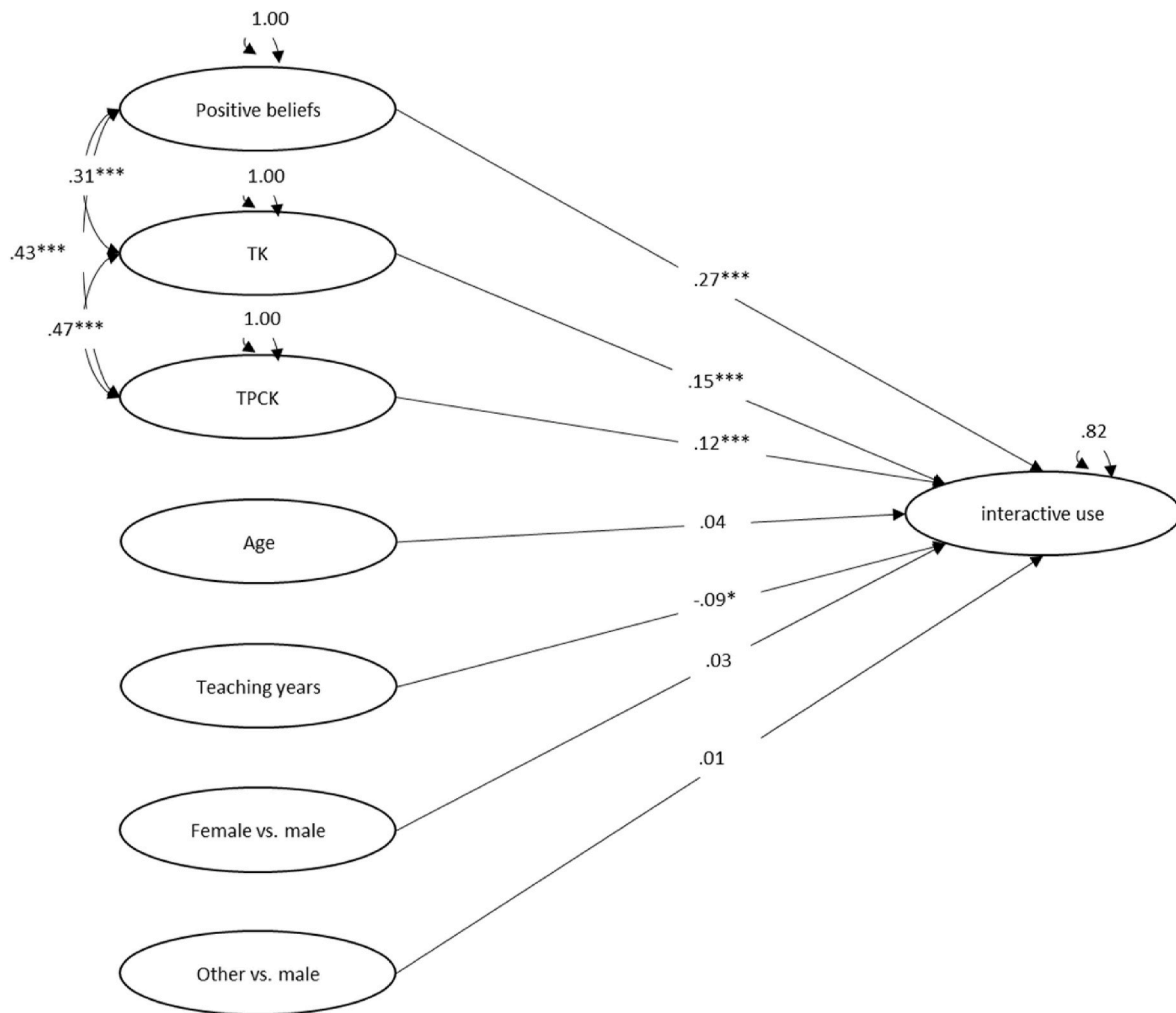 1.00
Positive beliefs
.31***
1.00
TK
.43***
.27***
.47***
1.00
TPCK
.15***
.12***
.82
interactive use
Age
.04
-.09*
Teaching years
.03
.01
Female vs. male
Other vs. male